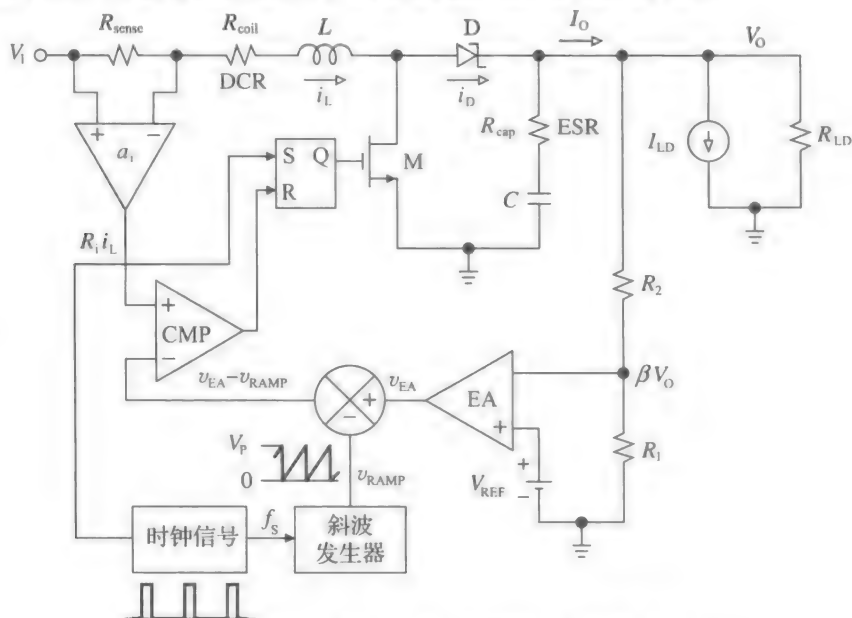 R_sense
R_coil
L
D
I_O
V_I
DCR
i_L
i_D
V_O
+
−
a_i
S
Q
R
M
R_cap
ESR
C
I_LD
R_LD
R_i i_L
+
CMP
−
R_2
v_EA−v_RAMP
v_EA
+
−
EA
βV_O
+
V_P
0
v_RAMP
V_REF
+
−
R_1
时钟信号
f_S
斜波
发生器